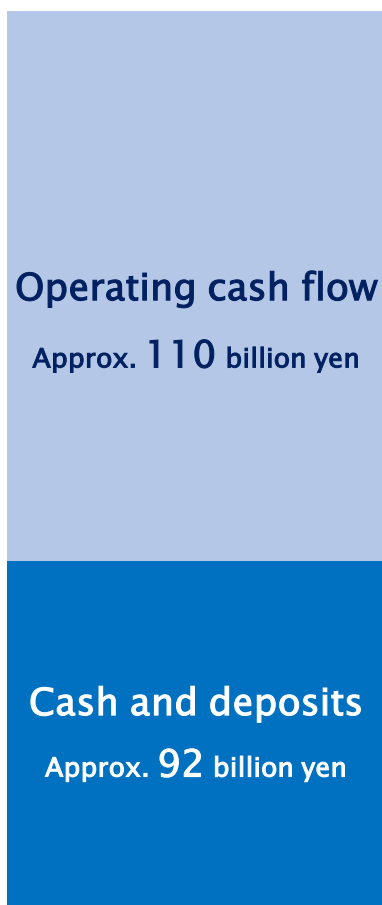 Operating cash flow
Approx. 110 billion yen
Cash and deposits
Approx. 92 billion yen